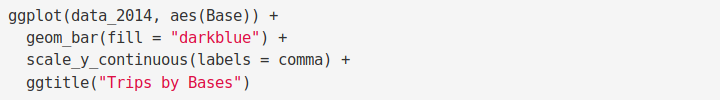 ggplot(data_2014, aes(Base)) +
  geom_bar(fill = "darkblue") +
  scale_y_continuous(labels = comma) +
  ggtitle("Trips by Bases")